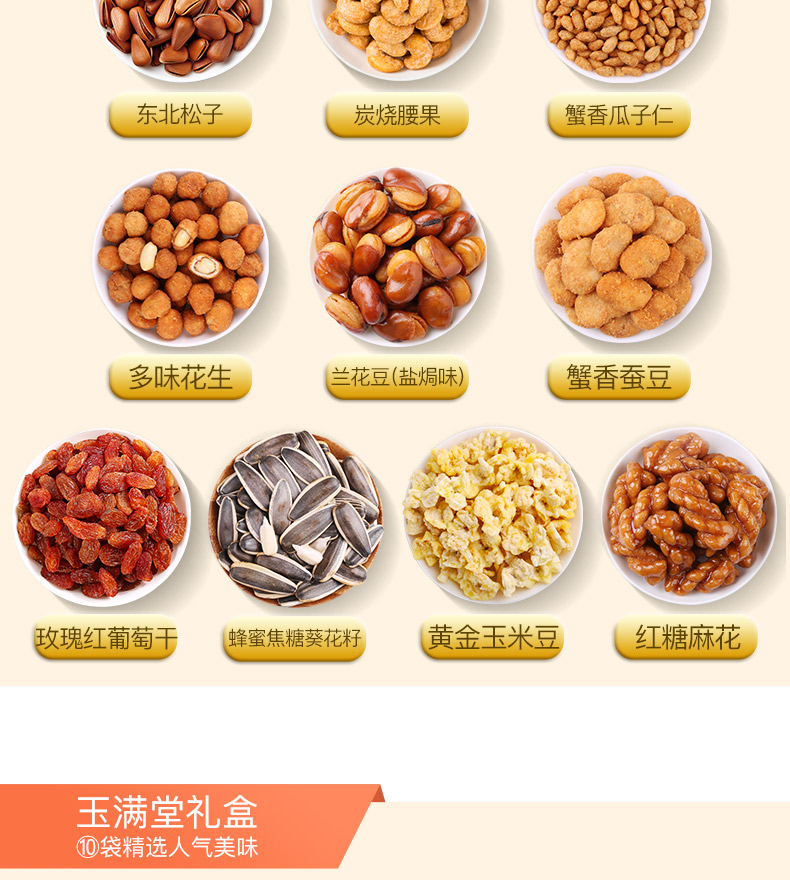 东北松子
炭烧腰果
蟹香瓜子仁
多味花生
兰花豆(盐焗味)
蟹香蚕豆
玫瑰红葡萄干
蜂蜜焦糖葵花籽
黄金玉米豆
红糖麻花
玉满堂礼盒
⑩袋精选人气美味